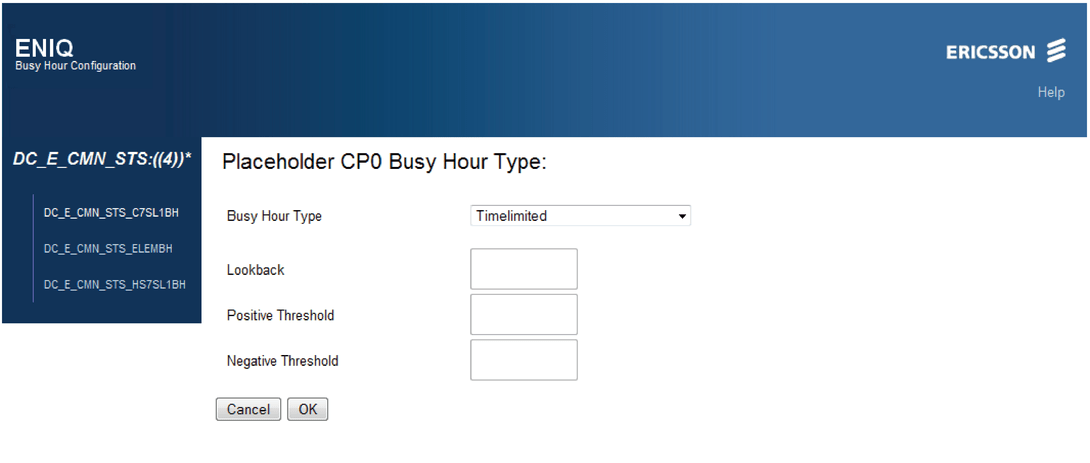 ENIQ
Busy Hour Configuration
ERICSSON
Help
DC_E_CMN_STS:((4))*
DC_E_CMN_STS_C7SL1BH
DC_E_CMN_STS_ELEMBH
DC_E_CMN_STS_HS7SL1BH
Placeholder CP0 Busy Hour Type:
Busy Hour Type Timelimited
Lookback
Positive Threshold
Negative Threshold
Cancel OK